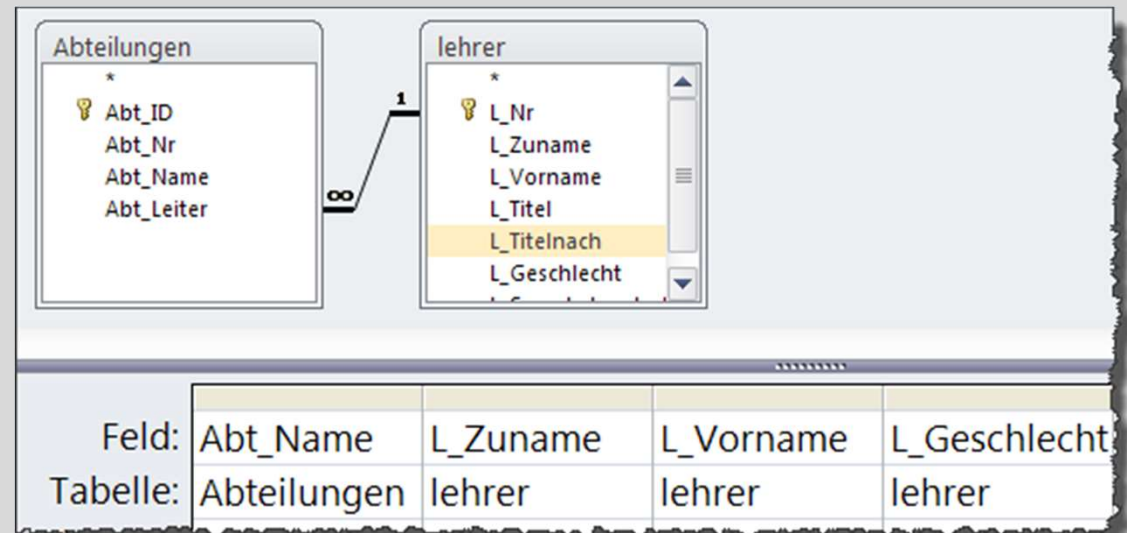 Abteilungen
*
Abt_ID
Abt_Nr
Abt_Name
Abt_Leiter
∞
1
lehrer
*
L_Nr
L_Zuname
L_Vorname
L_Titel
L_Titelnach
L_Geschlecht
Feld: Abt_Name L_Zuname L_Vorname L_Geschlecht
Tabelle: Abteilungen lehrer lehrer lehrer